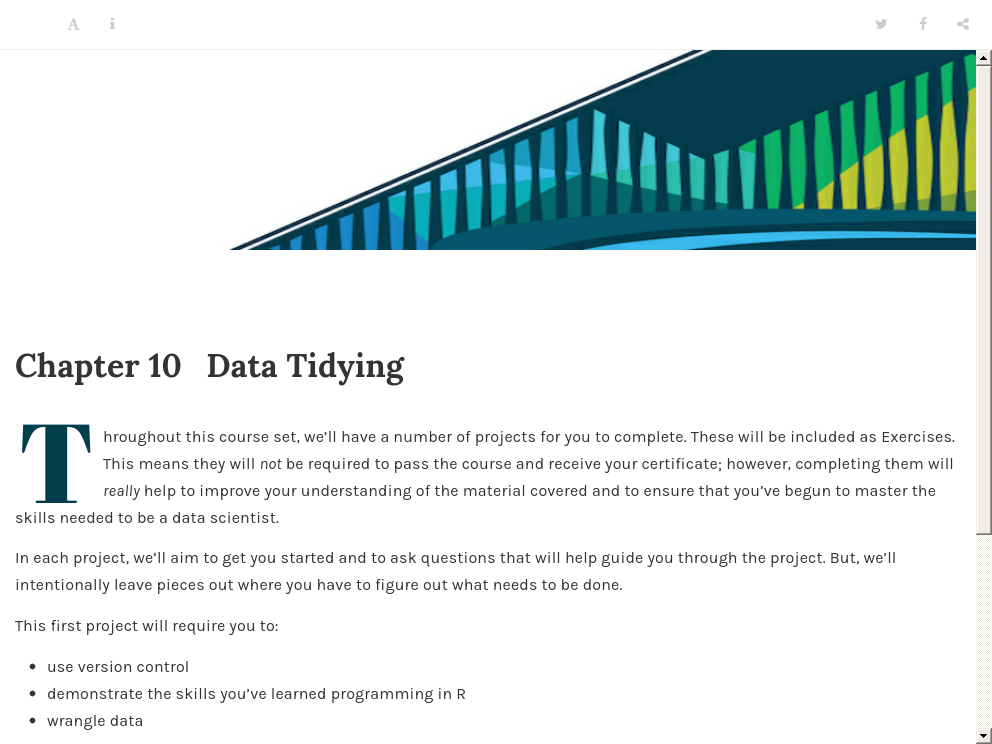 Chapter 10 Data Tidying
Throughout this course set, we’ll have a number of projects for you to complete. These will be included as Exercises.
This means they will not be required to pass the course and receive your certificate; however, completing them will
really help to improve your understanding of the material covered and to ensure that you’ve begun to master the
skills needed to be a data scientist.
In each project, we’ll aim to get you started and to ask questions that will help guide you through the project. But, we’ll
intentionally leave pieces out where you have to figure out what needs to be done.
This first project will require you to:
• use version control
• demonstrate the skills you’ve learned programming in R
• wrangle data